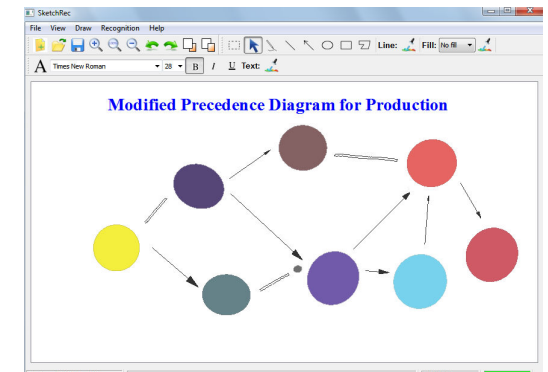 SketchRec
File View Draw Recognition Help
Line: Fill: No fill
A Times New Roman 28 B I U Text:
Modified Precedence Diagram for Production